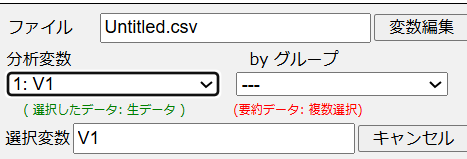 ファイル Untitled.csv 変数編集
分析変数 by グループ
1: V1 ---
( 選択したデータ: 生データ ) (要約データ: 複数選択)
選択変数 V1 キャンセル